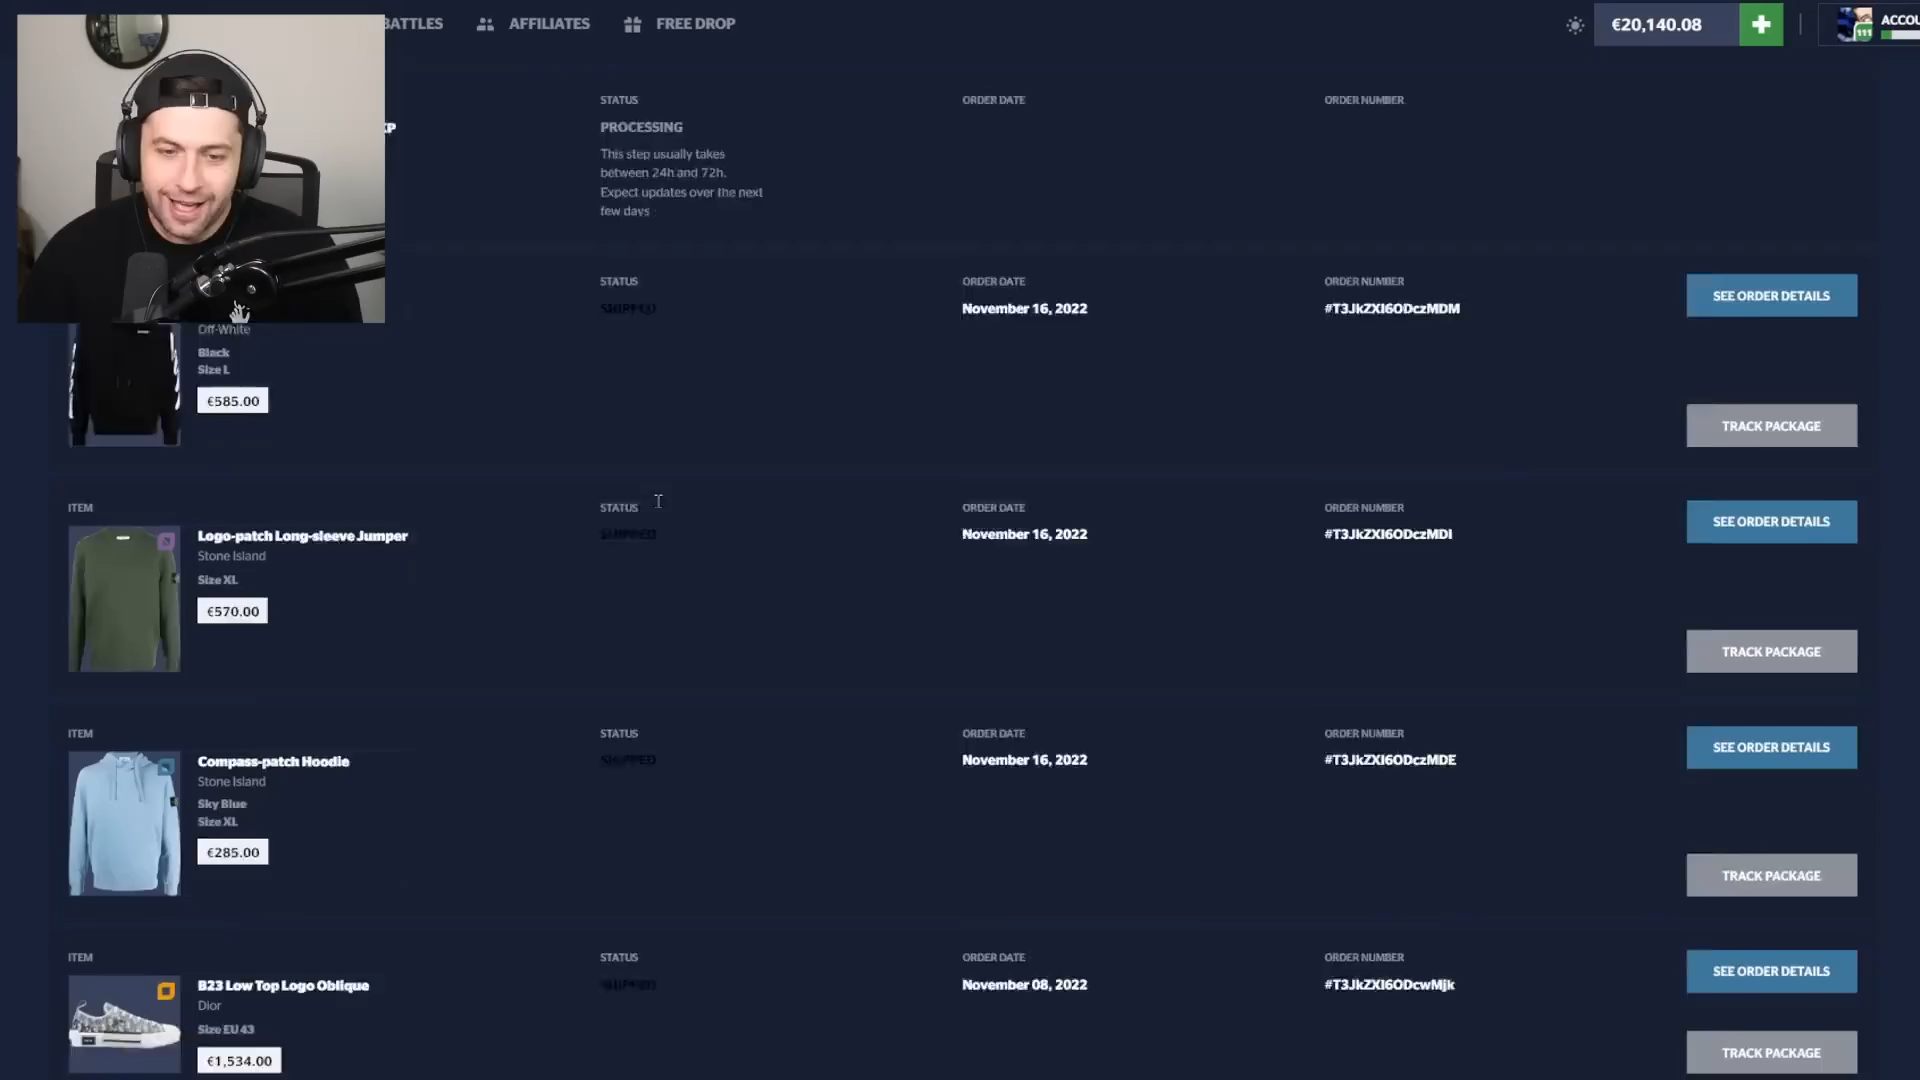 BATTLES AFFILIATES FREE DROP €20,140.08
111
STATUS ORDER DATE ORDER NUMBER
PROCESSING
This step usually takes
between 24h and 72h.
Expect updates over the next
few days
STATUS ORDER DATE ORDER NUMBER SEE ORDER DETAILS
SHIPPED November 16, 2022 #T3JkZXI6ODczMDM
Off-White
Black
Size L
€585.00
TRACK PACKAGE
ITEM STATUS ORDER DATE ORDER NUMBER SEE ORDER DETAILS
Logo-patch Long-sleeve Jumper SHIPPED November 16, 2022 #T3JkZXI6ODczMDI
Stone Island
Size XL
€570.00
TRACK PACKAGE
ITEM STATUS ORDER DATE ORDER NUMBER SEE ORDER DETAILS
Compass-patch Hoodie SHIPPED November 16, 2022 #T3JkZXI6ODczMDE
Stone Island
Sky Blue
Size XL
€285.00
TRACK PACKAGE
ITEM STATUS ORDER DATE ORDER NUMBER SEE ORDER DETAILS
B23 Low Top Logo Oblique November 08, 2022 #T3JkZXI6ODcwMjk
Dior
Size EU 43
€1,534.00
TRACK PACKAGE